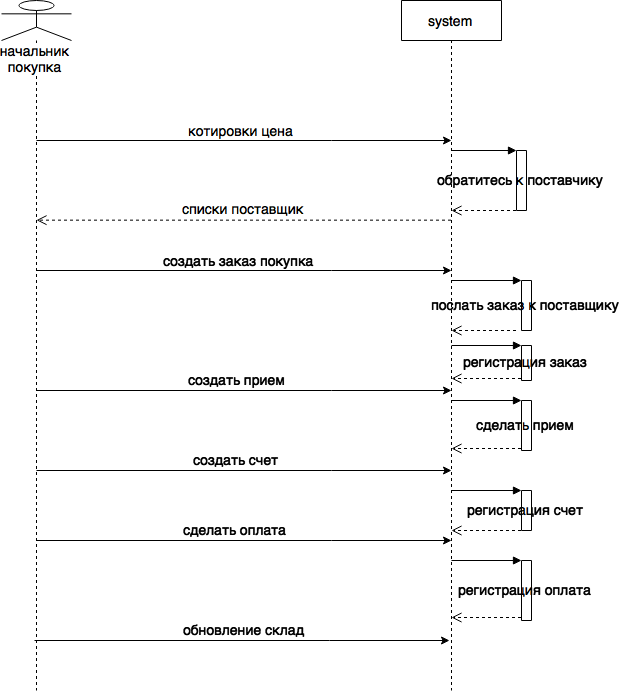 system
начальник
покупка
котировки цена
обратитесь к поставчику
списки поставщик
создать заказ покупка
послать заказ к поставщику
регистрация заказ
создать прием
сделать прием
создать счет
регистрация счет
сделать оплата
регистрация оплата
обновление склад